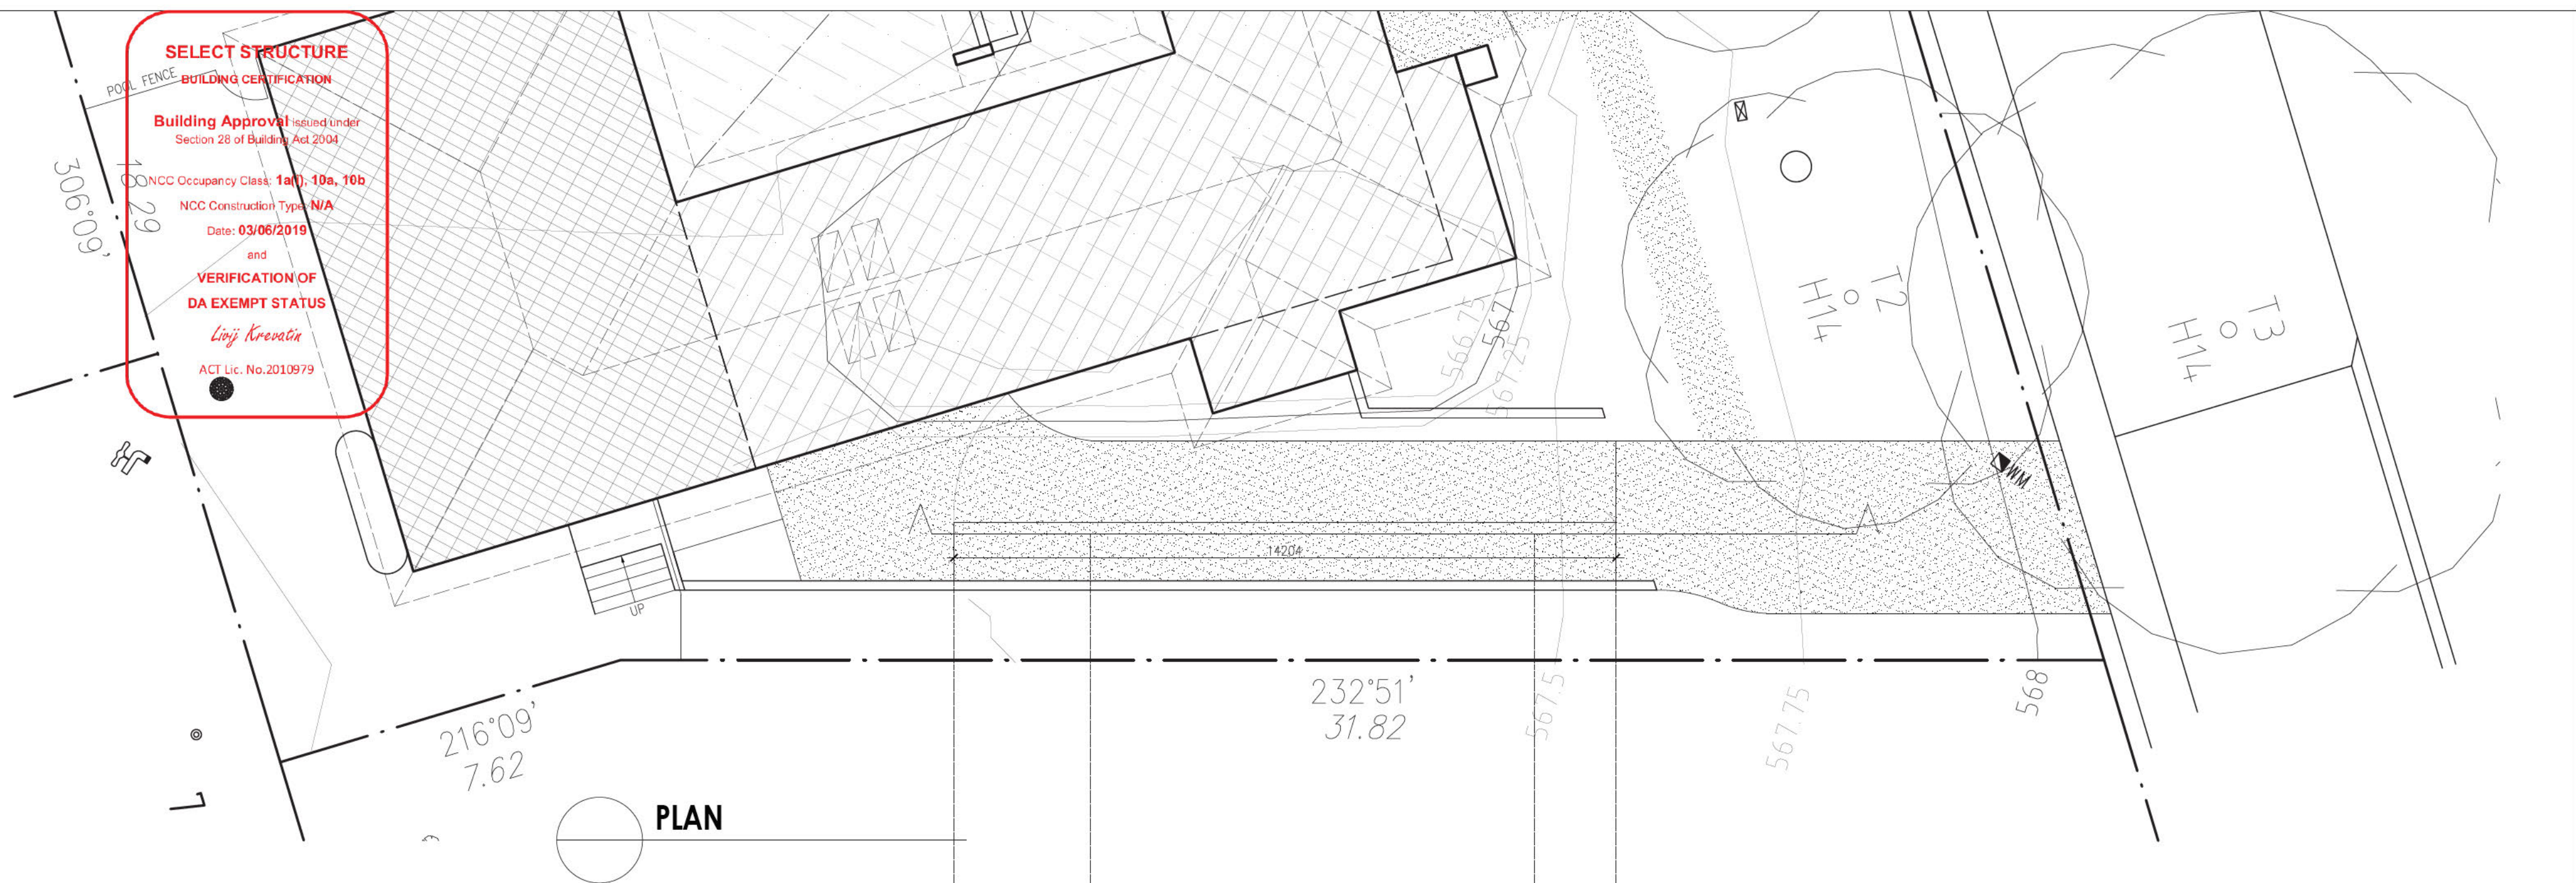 SELECT STRUCTURE
BUILDING CERTIFICATION
Building Approval issued under
Section 28 of Building Act 2004
NCC Occupancy Class: 1a(i), 10a, 10b
NCC Construction Type: N/A
Date: 03/06/2019
and
VERIFICATION OF
DA EXEMPT STATUS
Livij Krevatin
ACT Lic. No.2010979
POOL FENCE
306°09'
18.29
UP
216°09'
7.62
14204
232°51'
31.82
566.75
567
567.25
567.5
567.75
568
T2
H14
T3
H14
WM
PLAN